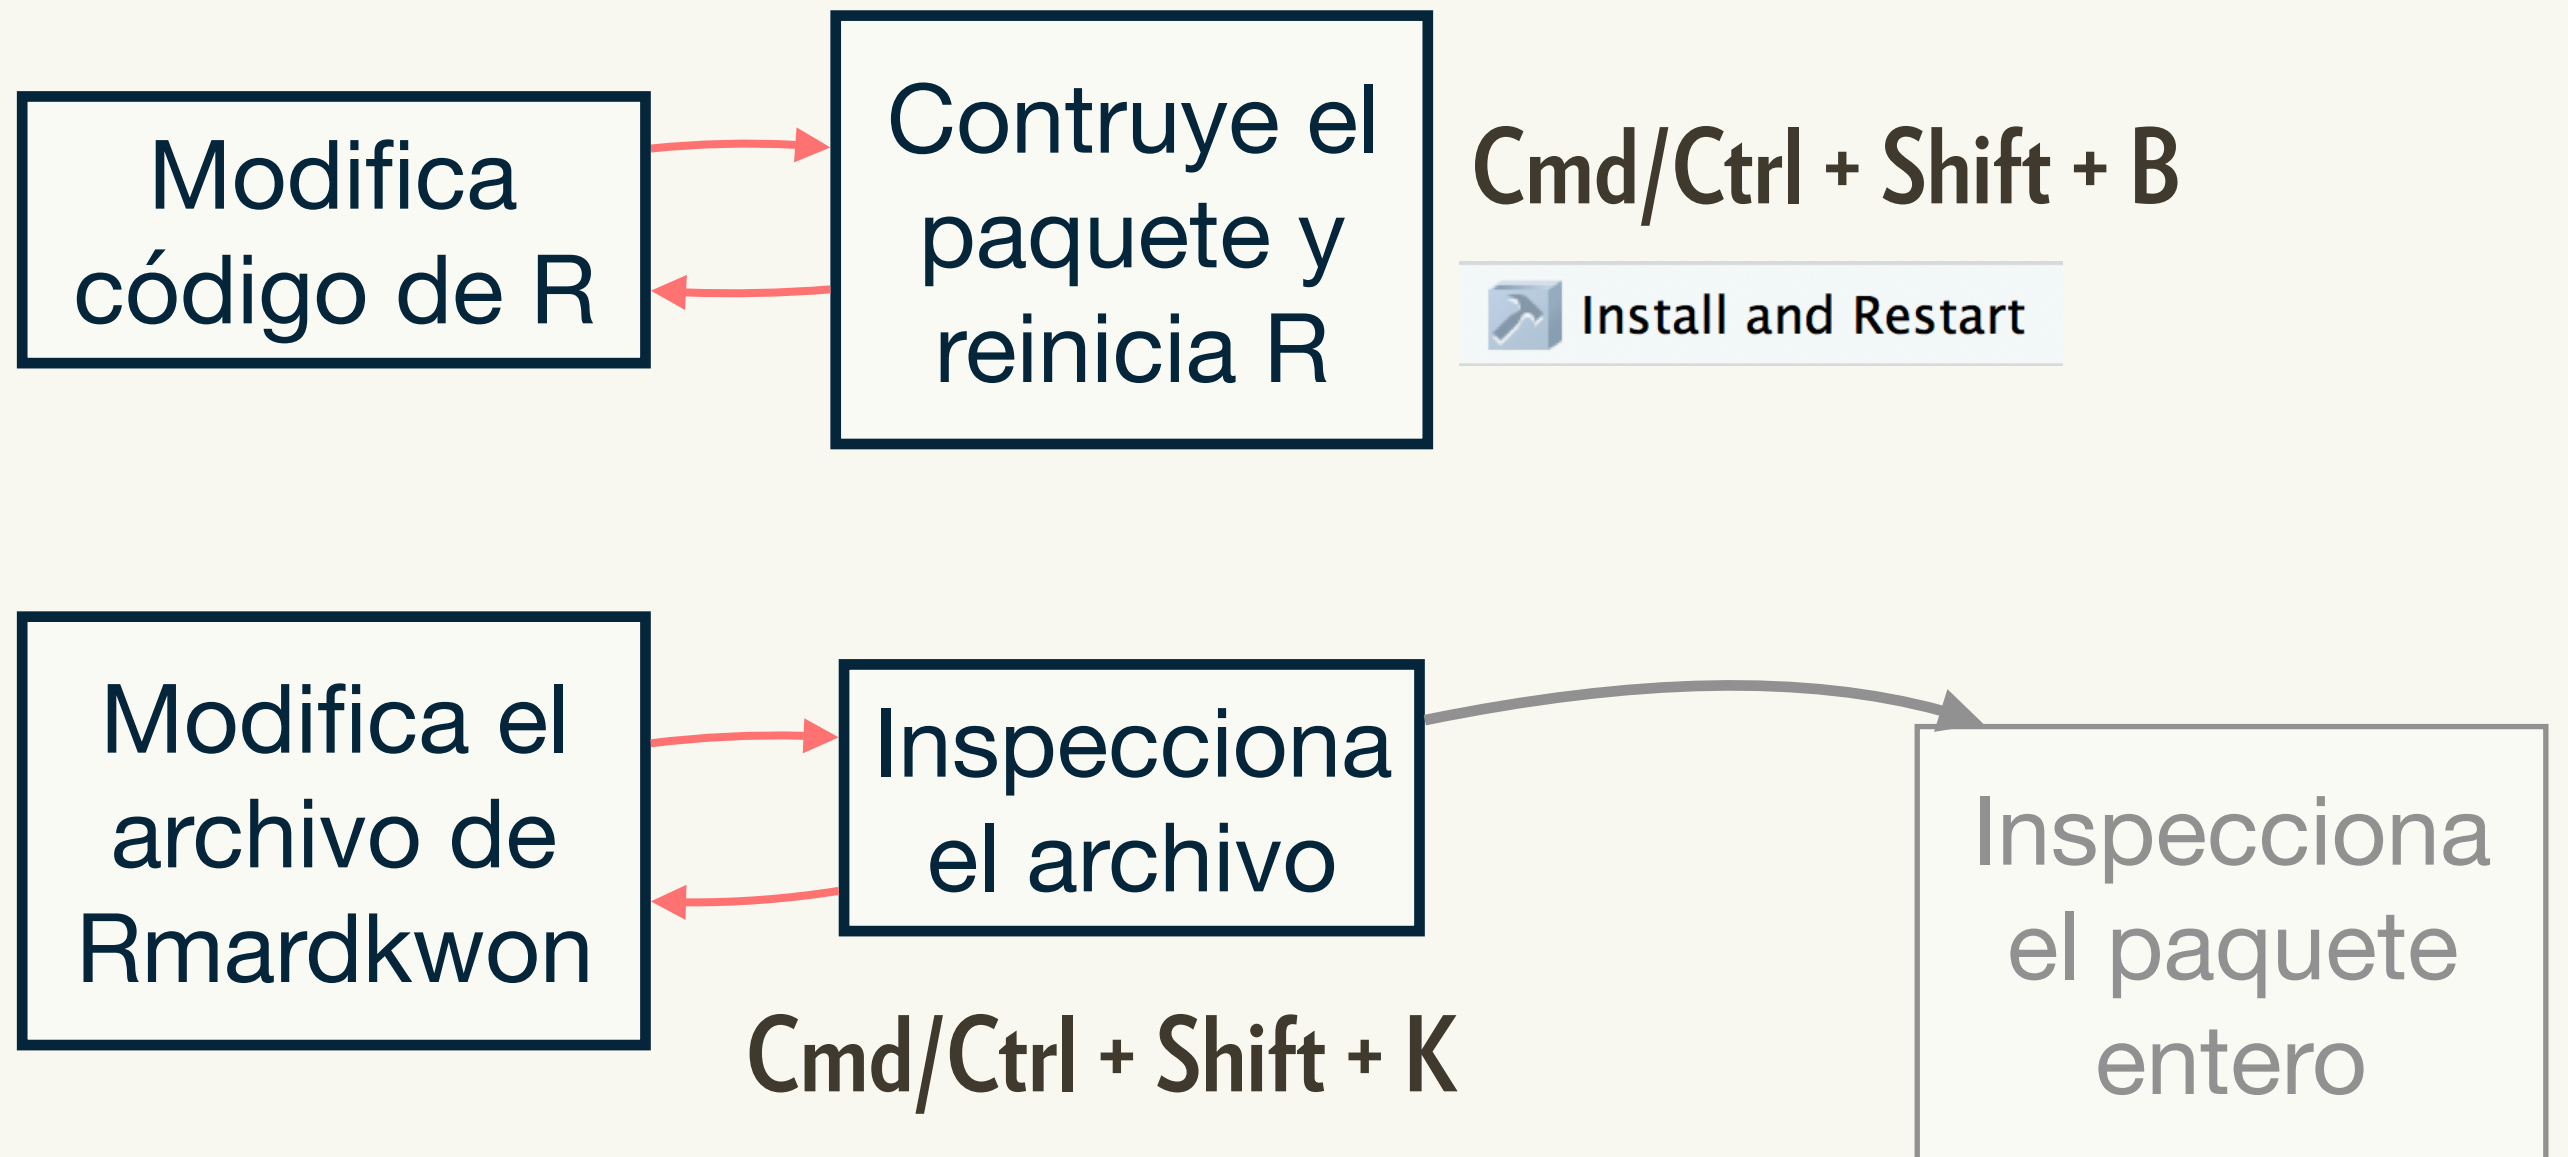 Modifica
código de R
Contruye el
paquete y
reinicia R
Cmd/Ctrl + Shift + B
Install and Restart
Modifica el
archivo de
Rmardkwon
Inspecciona
el archivo
Cmd/Ctrl + Shift + K
Inspecciona
el paquete
entero